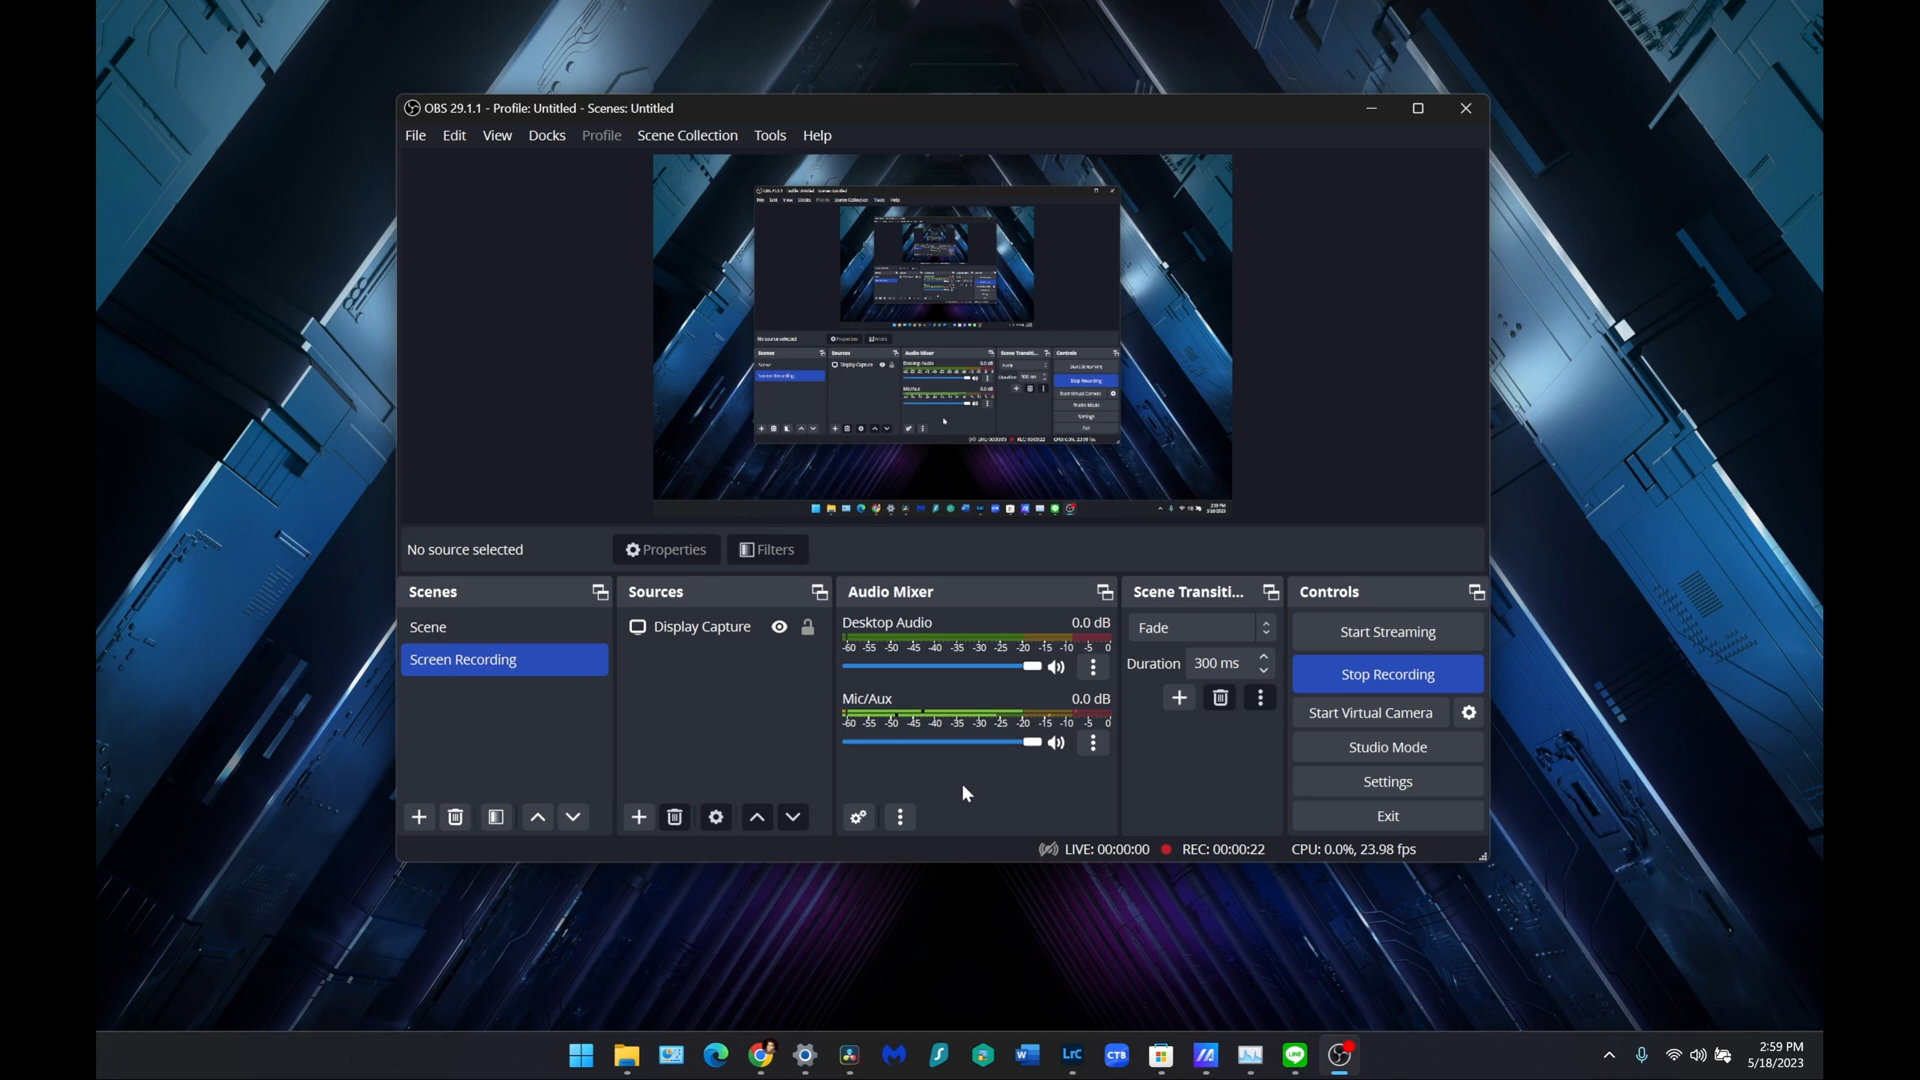 OBS 29.1.1 - Profile: Untitled - Scenes: Untitled
File Edit View Docks Profile Scene Collection Tools Help
No source selected Properties Filters
Scenes Sources Audio Mixer Scene Transiti... Controls
Scene
Screen Recording
Display Capture
Desktop Audio 0.0 dB
-60 -55 -50 -45 -40 -35 -30 -25 -20 -15 -10 -5 0
Mic/Aux 0.0 dB
-60 -55 -50 -45 -40 -35 -30 -25 -20 -15 -10 -5 0
Fade
Duration 300 ms
Start Streaming
Stop Recording
Start Virtual Camera
Studio Mode
Settings
Exit
LIVE: 00:00:00 REC: 00:00:22 CPU: 0.0%, 23.98 fps
LrC
CTB
LINE
2:59 PM
5/18/2023